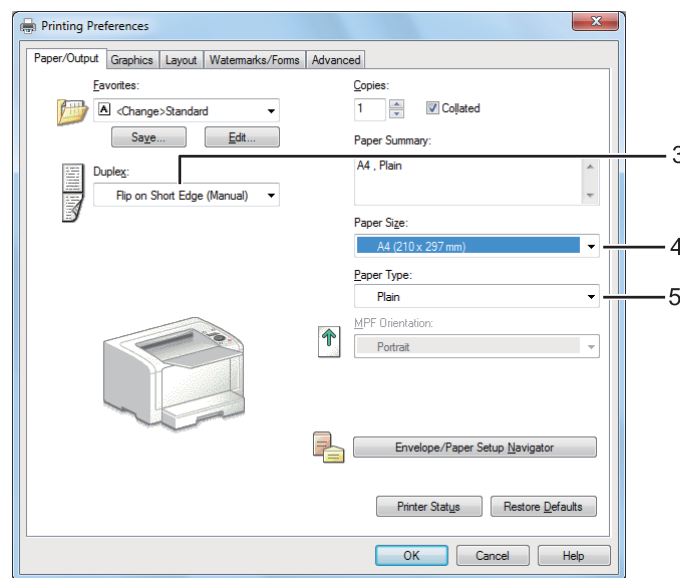 Printing Preferences
Paper/Output Graphics Layout Watermarks/Forms Advanced
Favorites:
A <Change>Standard
Save... Edit...
Duplex:
Flip on Short Edge (Manual)
Copies:
1 Collated
Paper Summary:
A4 , Plain
3
Paper Size:
A4 (210 x 297 mm)
4
Paper Type:
Plain
5
MPF Orientation:
Portrait
Envelope/Paper Setup Navigator
Printer Status Restore Defaults
OK Cancel Help